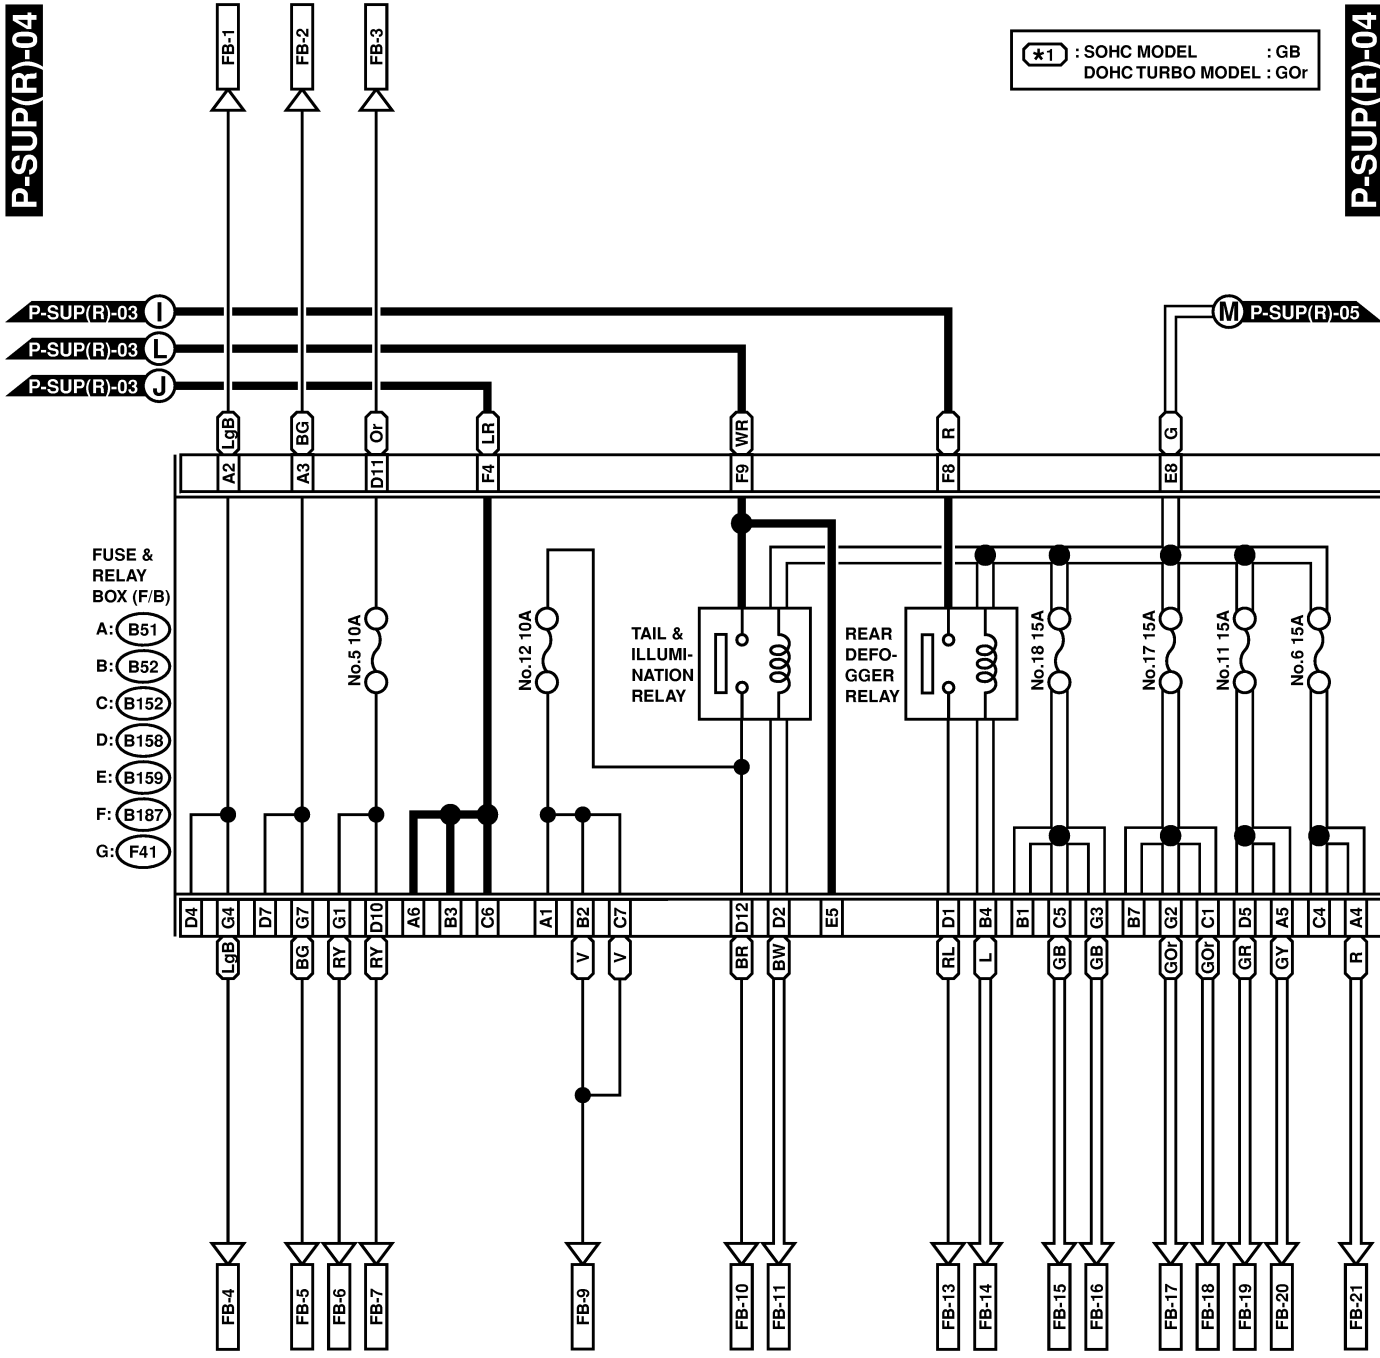 P-SUP(R)-04
P-SUP(R)-04
FB-1
FB-2
FB-3
*1 : SOHC MODEL : GB
DOHC TURBO MODEL : GOr
P-SUP(R)-03 I
M P-SUP(R)-05
P-SUP(R)-03 L
P-SUP(R)-03 J
LgB BG Or LR WR R G
A2 A3 D11 F4 F9 F8 E8
FUSE &
RELAY
BOX (F/B)
A: B51
B: B52
C: B152
D: B158
E: B159
F: B187
G: F41
No.5 10A
No.12 10A
TAIL &
ILLUMI-
NATION
RELAY
REAR
DEFO-
GGER
RELAY
No.18 15A
No.17 15A
No.11 15A
No.6 15A
D4 G4 D7 G7 G1 D10 A6 B3 C6 A1 B2 C7 D12 D2 E5 D1 B4 B1 C5 G3 B7 G2 C1 D5 A5 C4 A4
LgB BG RY RY V V BR BW RL L GB GB GOr GOr GR GY R
FB-4
FB-5
FB-6
FB-7
FB-9
FB-10
FB-11
FB-13
FB-14
FB-15
FB-16
FB-17
FB-18
FB-19
FB-20
FB-21